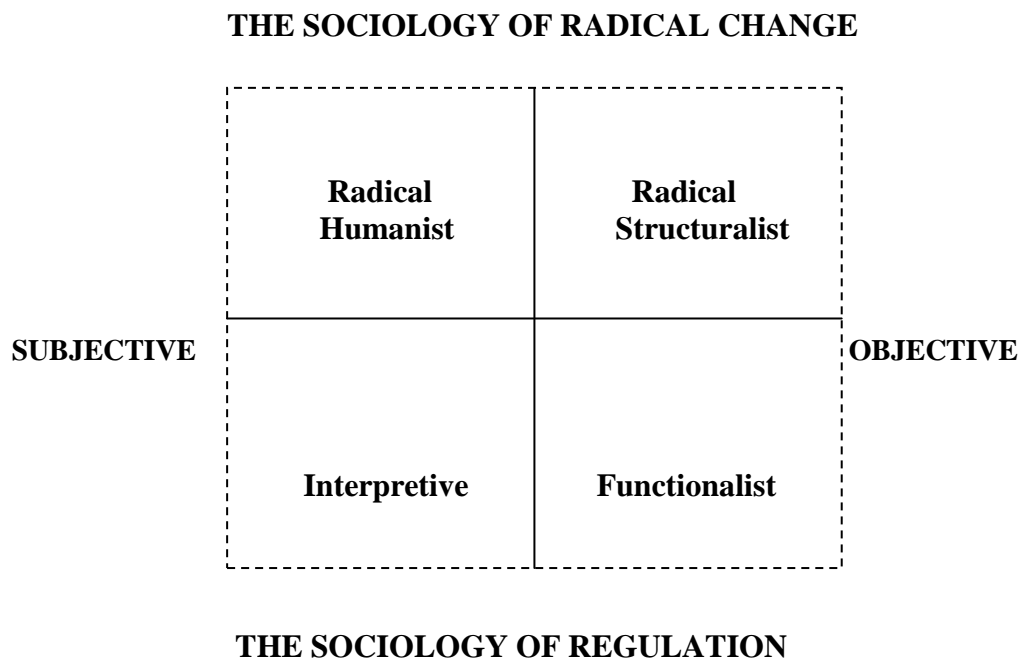 THE SOCIOLOGY OF RADICAL CHANGE
Radical
Humanist
Radical
Structuralist
SUBJECTIVE
OBJECTIVE
Interpretive
Functionalist
THE SOCIOLOGY OF REGULATION